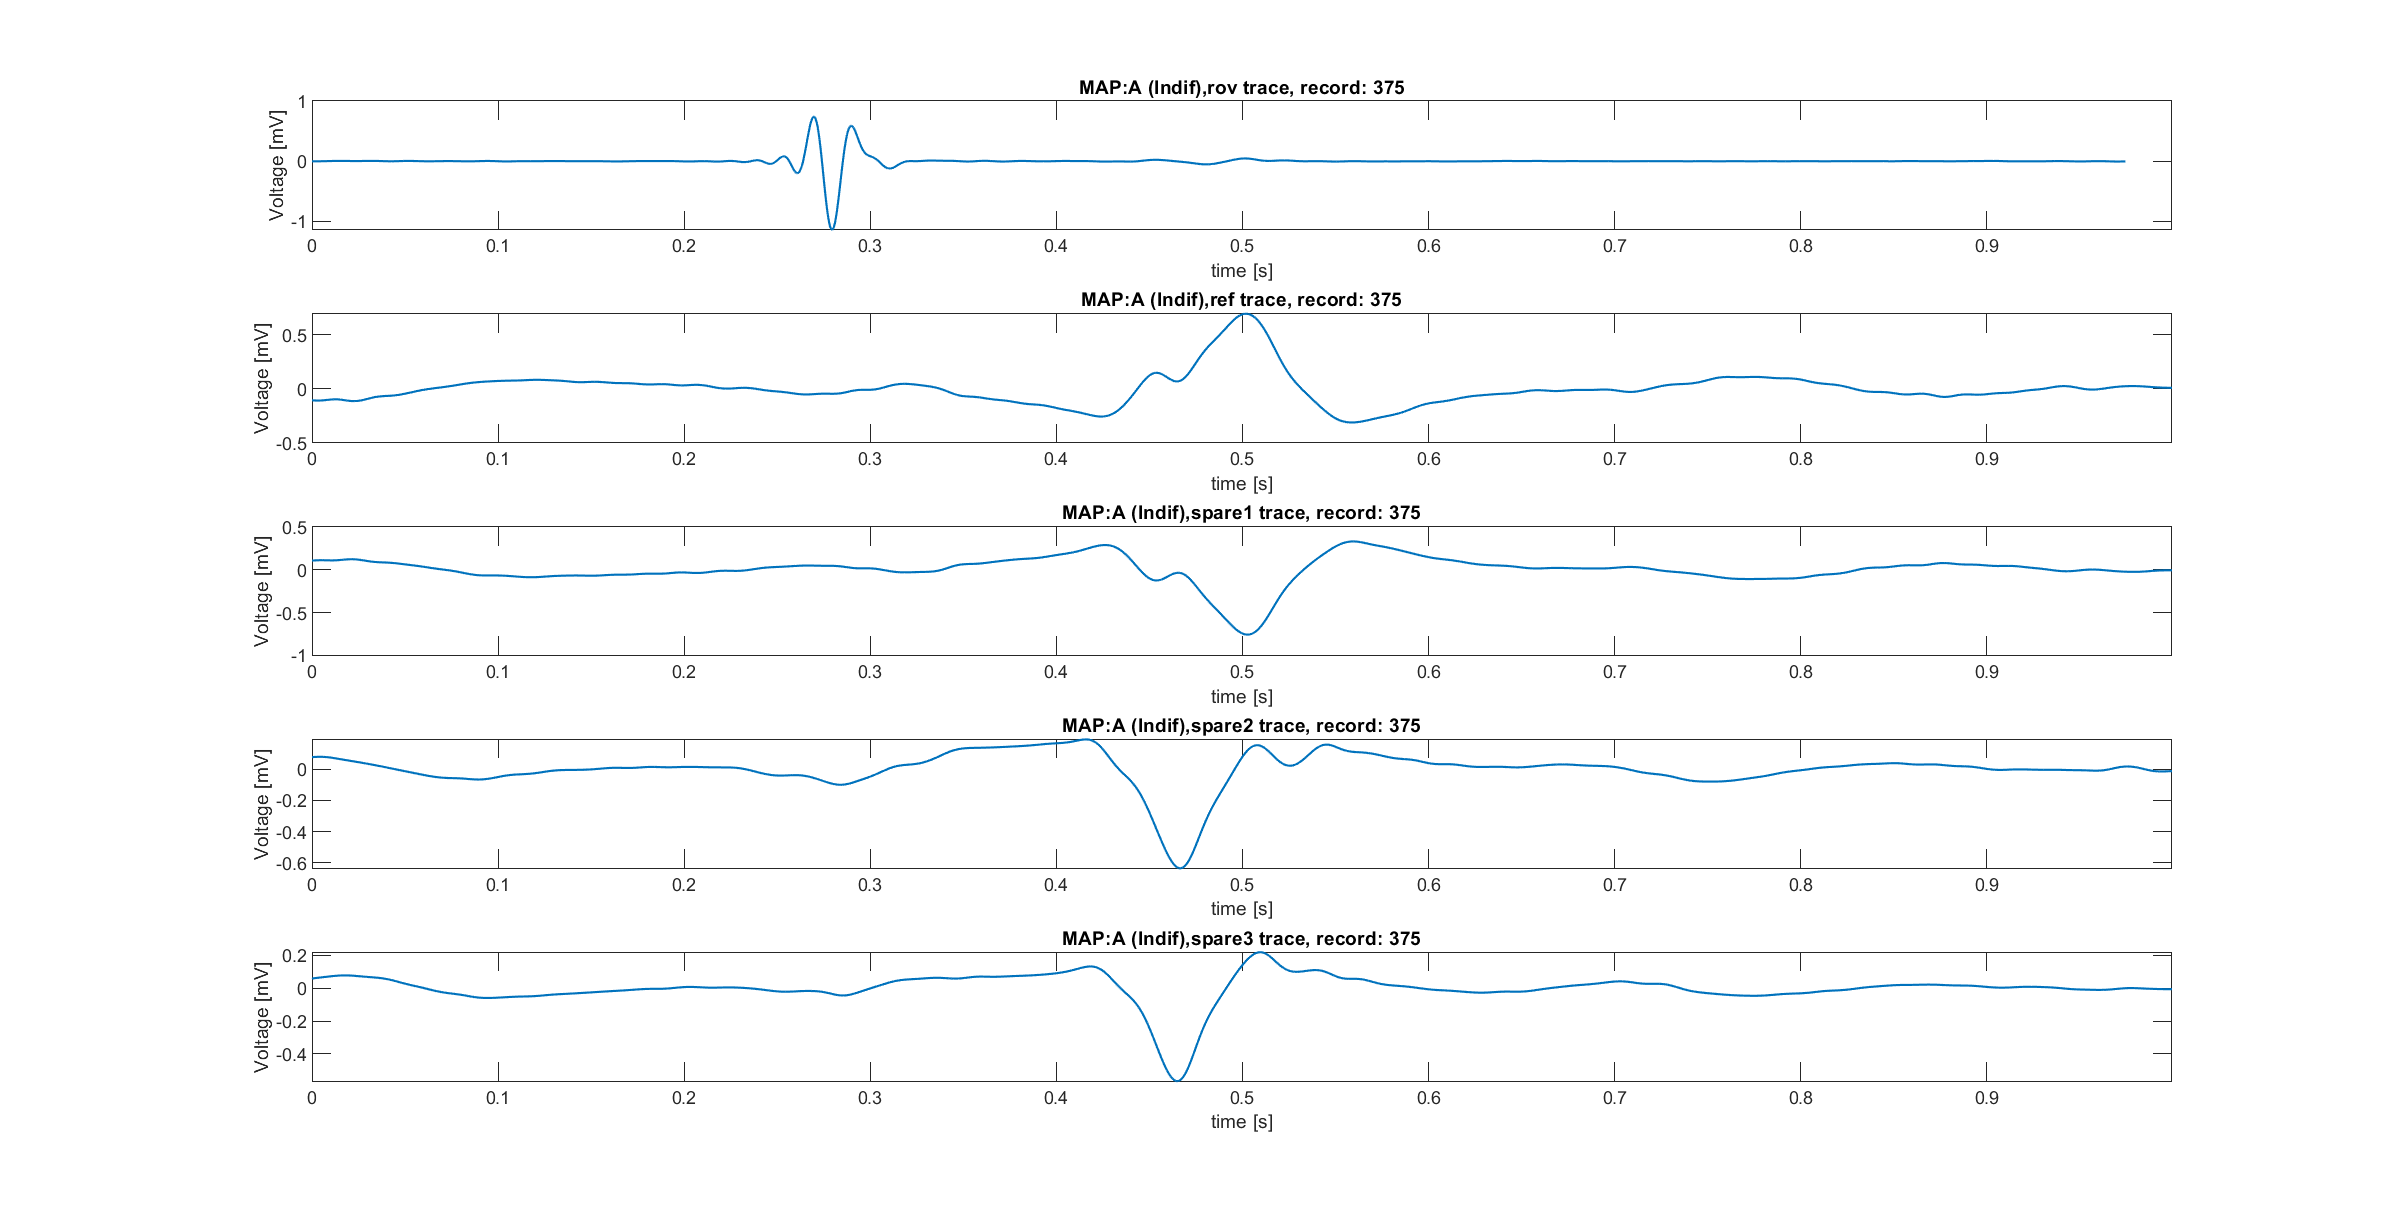 MAP:A (Indif),rov trace, record: 375
Voltage [mV]
1
0
-1
0 0.1 0.2 0.3 0.4 0.5 0.6 0.7 0.8 0.9
time [s]
MAP:A (Indif),ref trace, record: 375
Voltage [mV]
0.5
0
-0.5
0 0.1 0.2 0.3 0.4 0.5 0.6 0.7 0.8 0.9
time [s]
MAP:A (Indif),spare1 trace, record: 375
Voltage [mV]
0.5
0
-0.5
-1
0 0.1 0.2 0.3 0.4 0.5 0.6 0.7 0.8 0.9
time [s]
MAP:A (Indif),spare2 trace, record: 375
Voltage [mV]
0
-0.2
-0.4
-0.6
0 0.1 0.2 0.3 0.4 0.5 0.6 0.7 0.8 0.9
time [s]
MAP:A (Indif),spare3 trace, record: 375
Voltage [mV]
0.2
0
-0.2
-0.4
0 0.1 0.2 0.3 0.4 0.5 0.6 0.7 0.8 0.9
time [s]